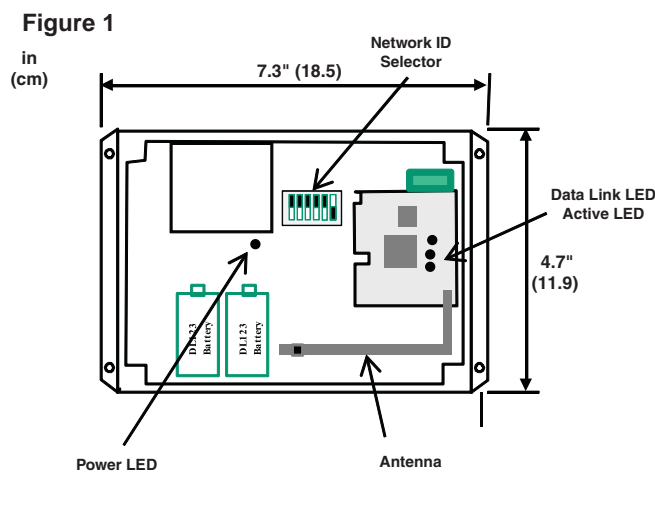 Figure 1
in
(cm)
Network ID
Selector
7.3" (18.5)
Data Link LED
Active LED
4.7"
(11.9)
DL123
Battery
DL123
Battery
Power LED
Antenna